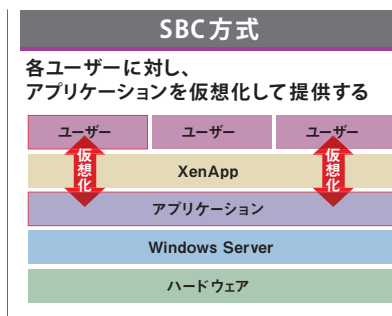 SBC方式
各ユーザーに対し、
アプリケーションを仮想化して提供する
ユーザー ユーザー ユーザー
仮想化 仮想化
XenApp
アプリケーション
Windows Server
ハードウェア